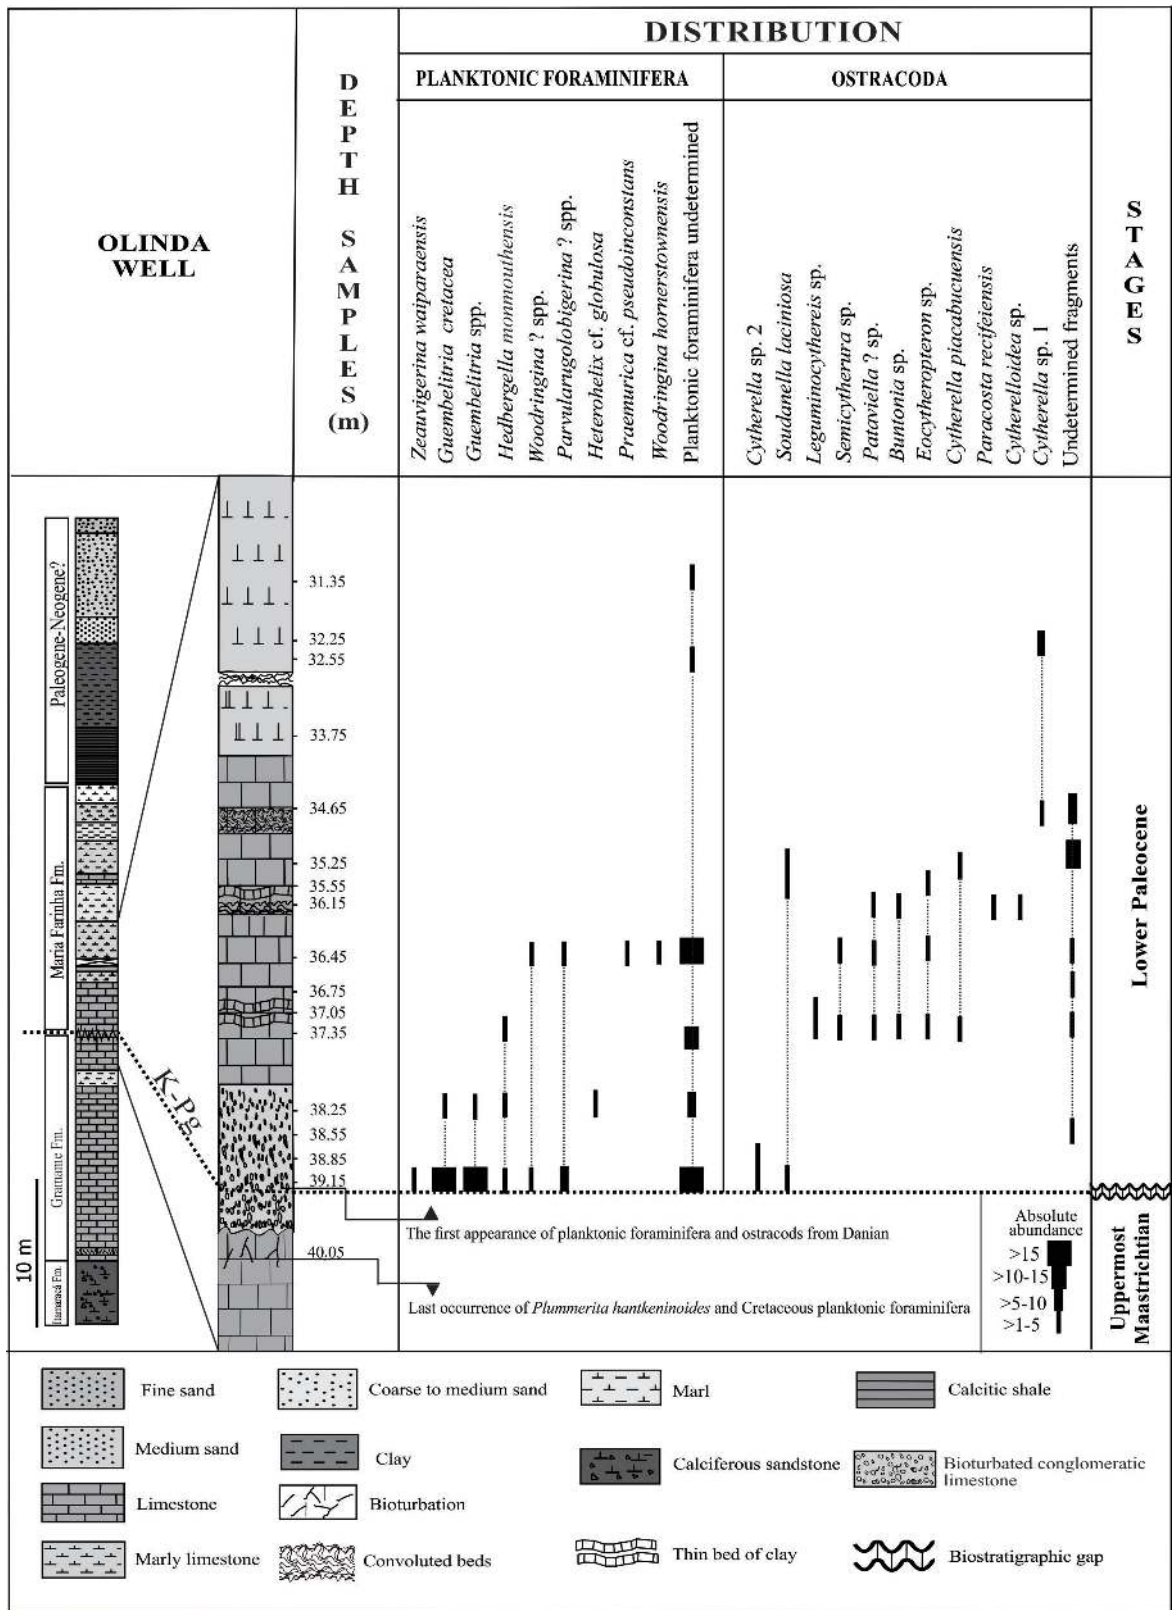 DISTRIBUTION
PLANKTONIC FORAMINIFERA
OSTRACODA
OLINDA
WELL
DEPTH SAMPLES
(m)
Zeauvigerina waiparaensis
Guembelitria cretacea
Guembelitria spp.
Hedbergella monmouthensis
Woodringina ? spp.
Parvularugolobigerina ? spp.
Heterohelix cf. globulosa
Praemurica cf. pseudoinconstans
Woodringina hornerstownensis
Planktonic foraminifera undetermined
Cytherella sp. 2
Soudanella laciniosa
Leguminocythereis sp.
Semicytherura sp.
Pataviella ? sp.
Buntonia sp.
Eocytheropteron sp.
Cytherella piacabucuensis
Paracosta recifeiensis
Cytherelloidea sp.
Cytherella sp. 1
Undetermined fragments
STAGES
Paleogene-Neogene?
Maria Farinha Fm.
Gramame Fm.
Itamaracá Fm.
10 m
K-Pg
31.35
32.25
32.55
33.75
34.65
35.25
35.55
36.15
36.45
36.75
37.05
37.35
38.25
38.55
38.85
39.15
40.05
Lower Paleocene
Uppermost
Maastrichtian
The first appearance of planktonic foraminifera and ostracods from Danian
Last occurrence of Plummerita hantkeninoides and Cretaceous planktonic foraminifera
Absolute
abundance
>15
>10-15
>5-10
>1-5
Fine sand
Coarse to medium sand
Marl
Calcitic shale
Medium sand
Clay
Calciferous sandstone
Bioturbated conglomeratic
limestone
Limestone
Bioturbation
Marly limestone
Convoluted beds
Thin bed of clay
Biostratigraphic gap